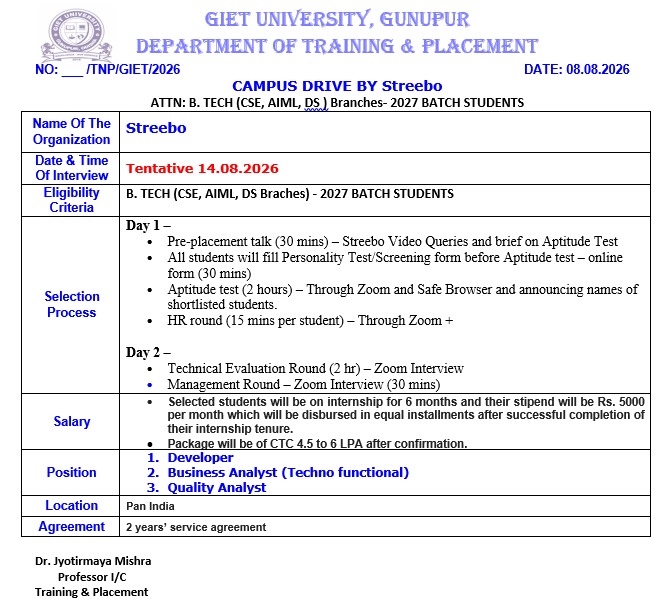 GIET UNIVERSITY, GUNUPUR
DEPARTMENT OF TRAINING & PLACEMENT
NO: ___ /TNP/GIET/2026 DATE: 08.08.2026
CAMPUS DRIVE BY Streebo
ATTN: B. TECH (CSE, AIML, DS ) Branches- 2027 BATCH STUDENTS
Name Of The
Organization
Streebo
Date & Time
Of Interview
Tentative 14.08.2026
Eligibility
Criteria
B. TECH (CSE, AIML, DS Braches) - 2027 BATCH STUDENTS
Selection
Process
Day 1 –
• Pre-placement talk (30 mins) – Streebo Video Queries and brief on Aptitude Test
• All students will fill Personality Test/Screening form before Aptitude test – online
form (30 mins)
• Aptitude test (2 hours) – Through Zoom and Safe Browser and announcing names of
shortlisted students.
• HR round (15 mins per student) – Through Zoom +
Day 2 –
• Technical Evaluation Round (2 hr) – Zoom Interview
• Management Round – Zoom Interview (30 mins)
Salary
• Selected students will be on internship for 6 months and their stipend will be Rs. 5000
per month which will be disbursed in equal installments after successful completion of
their internship tenure.
• Package will be of CTC 4.5 to 6 LPA after confirmation.
Position
1. Developer
2. Business Analyst (Techno functional)
3. Quality Analyst
Location
Pan India
Agreement
2 years' service agreement
Dr. Jyotirmaya Mishra
Professor I/C
Training & Placement